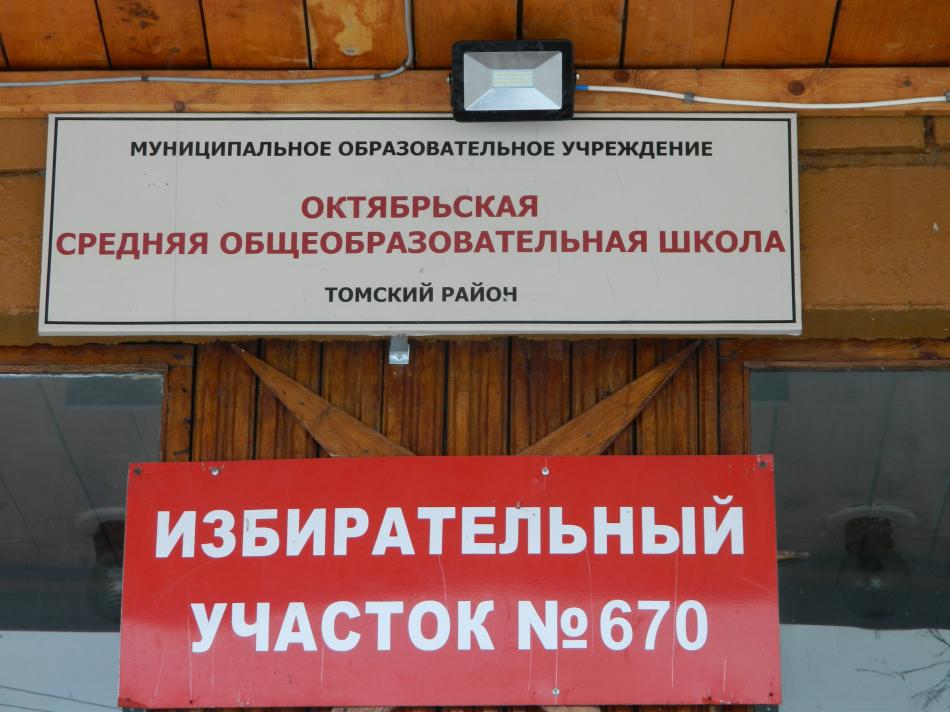 МУНИЦИПАЛЬНОЕ ОБРАЗОВАТЕЛЬНОЕ УЧРЕЖДЕНИЕ
ОКТЯБРЬСКАЯ
СРЕДНЯЯ ОБЩЕОБРАЗОВАТЕЛЬНАЯ ШКОЛА
ТОМСКИЙ РАЙОН
ИЗБИРАТЕЛЬНЫЙ
УЧАСТОК №670